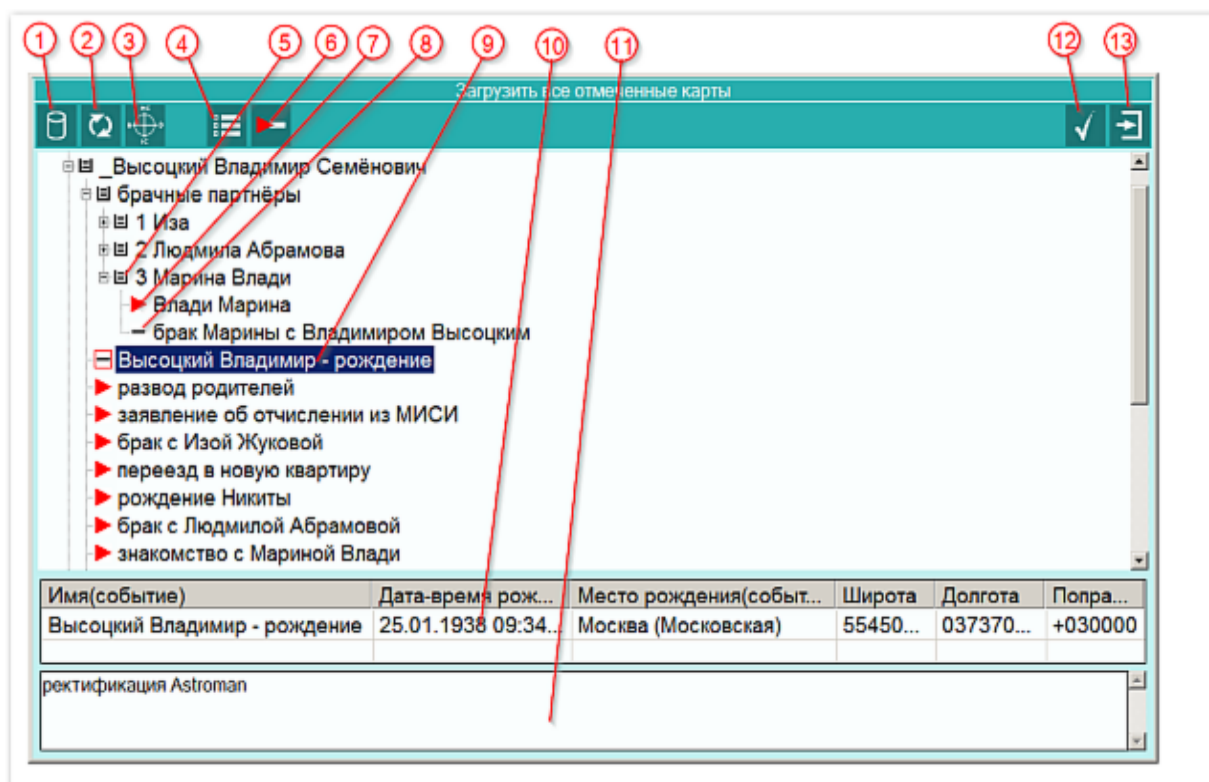 1 2 3 4 5 6 7 8 9 10 11 12 13
Загрузить все отмеченные карты
_Высоцкий Владимир Семёнович
брачные партнёры
1 Иза
2 Людмила Абрамова
3 Марина Влади
Влади Марина
брак Марины с Владимиром Высоцким
Высоцкий Владимир - рождение
развод родителей
заявление об отчислении из МИСИ
брак с Изой Жуковой
переезд в новую квартиру
рождение Никиты
брак с Людмилой Абрамовой
знакомство с Мариной Влади
Имя(событие) Дата-время рож... Место рождения(событ... Широта Долгота Попра...
Высоцкий Владимир - рождение 25.01.1938 09:34... Москва (Московская) 55450... 037370... +030000
ректификация Astroman